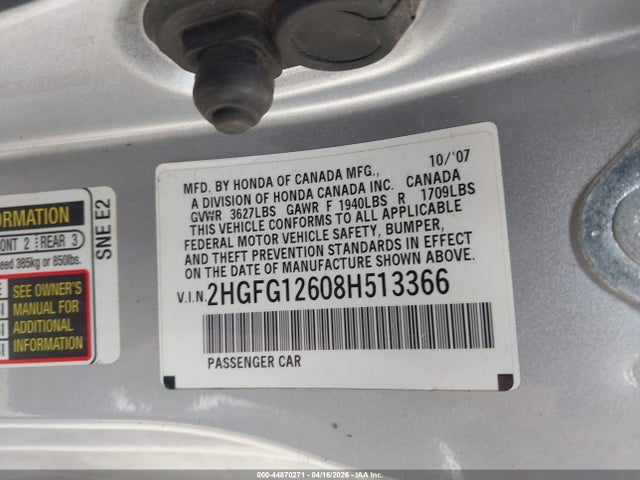 10/'07
MFD. BY HONDA OF CANADA MFG.,
A DIVISION OF HONDA CANADA INC. CANADA
GVWR 3627LBS GAWR F 1940LBS R 1709LBS
THIS VEHICLE CONFORMS TO ALL APPLICABLE
FEDERAL MOTOR VEHICLE SAFETY, BUMPER,
AND THEFT PREVENTION STANDARDS IN EFFECT
ON THE DATE OF MANUFACTURE SHOWN ABOVE.
V.I.N. 2HGFG12608H513366
PASSENGER CAR
ORMATION
ONT 2 REAR 3
eed 385kg or 850lbs.
SEE OWNER'S
MANUAL FOR
ADDITIONAL
INFORMATION
SNE E2
000-44870271 - 04/16/2026 - IAA Inc.